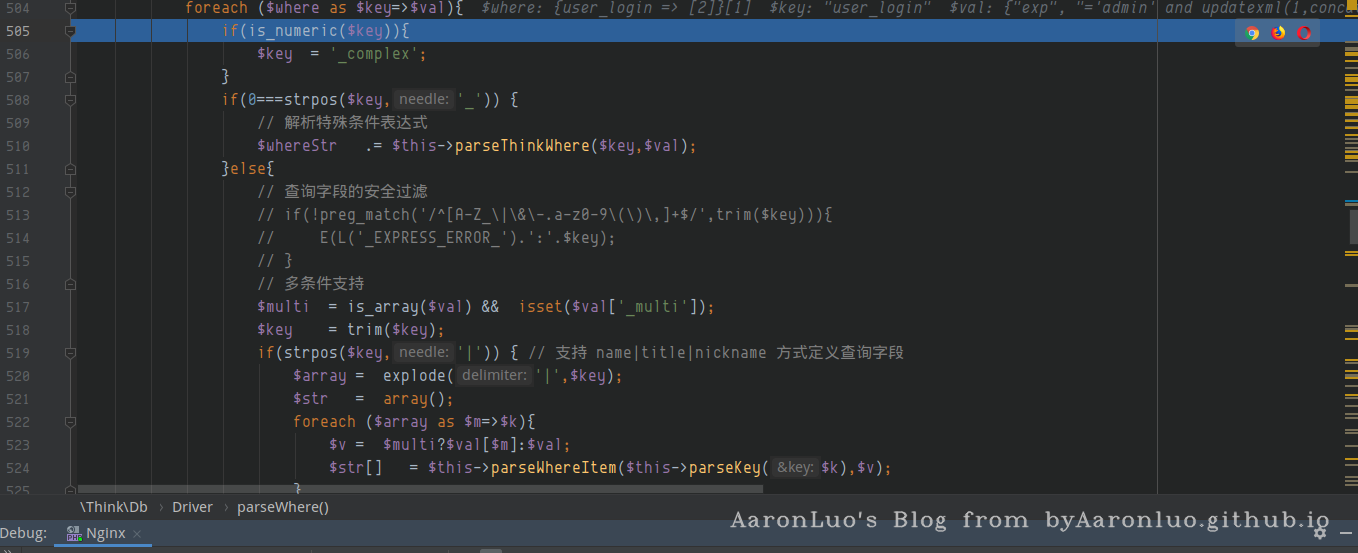 504 foreach ($where as $key=>$val){ $where: {user_login => [2]}[1] $key: "user_login" $val: {"exp", "='admin' and updatexml(1,conca
505 if(is_numeric($key)){
506 $key = '_complex';
507 }
508 if(0===strpos($key, needle: '_')) {
509 // 解析特殊条件表达式
510 $whereStr .= $this->parseThinkWhere($key,$val);
511 }else{
512 // 查询字段的安全过滤
513 // if(!preg_match('/^[A-Z_\|\&\-.a-z0-9\(\)\,]+$/',trim($key))){
514 // E(L('_EXPRESS_ERROR_').':'.$key);
515 // }
516 // 多条件支持
517 $multi = is_array($val) && isset($val['_multi']);
518 $key = trim($key);
519 if(strpos($key, needle: '|')) { // 支持 name|title|nickname 方式定义查询字段
520 $array = explode( delimiter: '|',$key);
521 $str = array();
522 foreach ($array as $m=>$k){
523 $v = $multi?$val[$m]:$val;
524 $str[] = $this->parseWhereItem($this->parseKey( &key: $k),$v);
525 }
\Think\Db › Driver › parseWhere()
AaronLuo's Blog from byAaronluo.github.io
Debug: Nginx ×